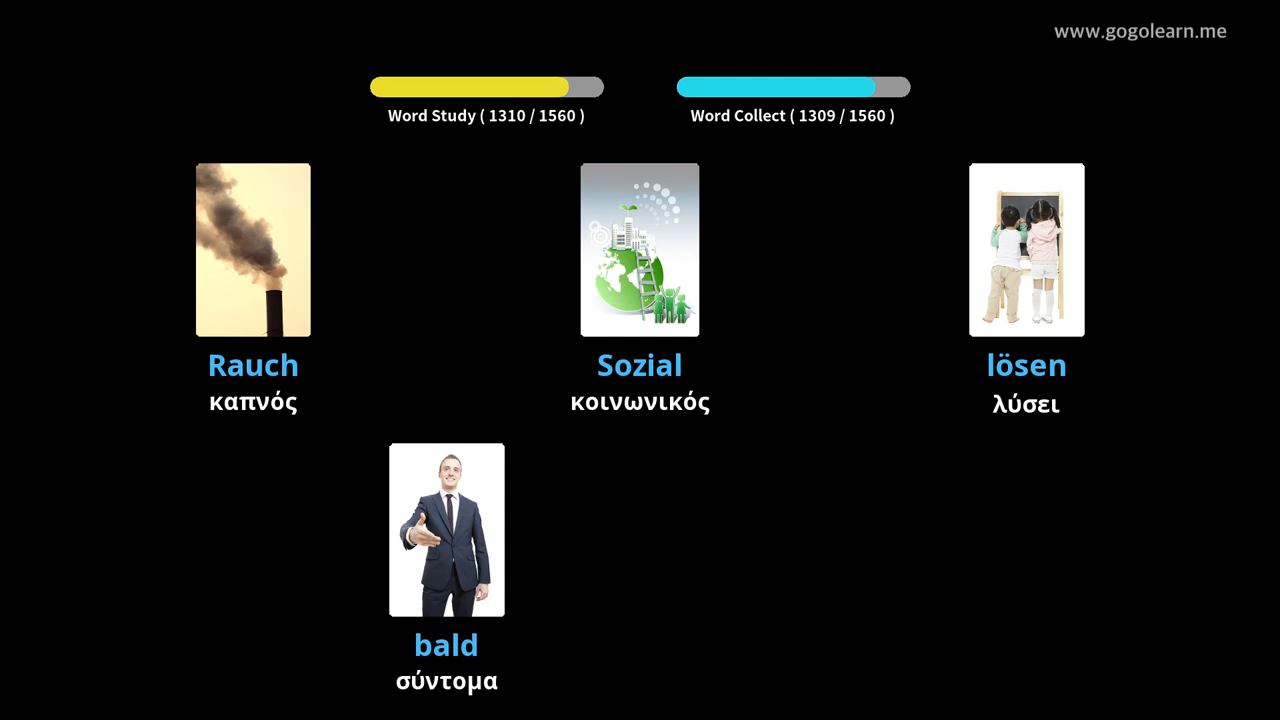 www.gogolearn.me
Word Study ( 1310 / 1560 )
Word Collect ( 1309 / 1560 )
Rauch
καπνός
Sozial
κοινωνικός
lösen
λύσει
bald
σύντομα